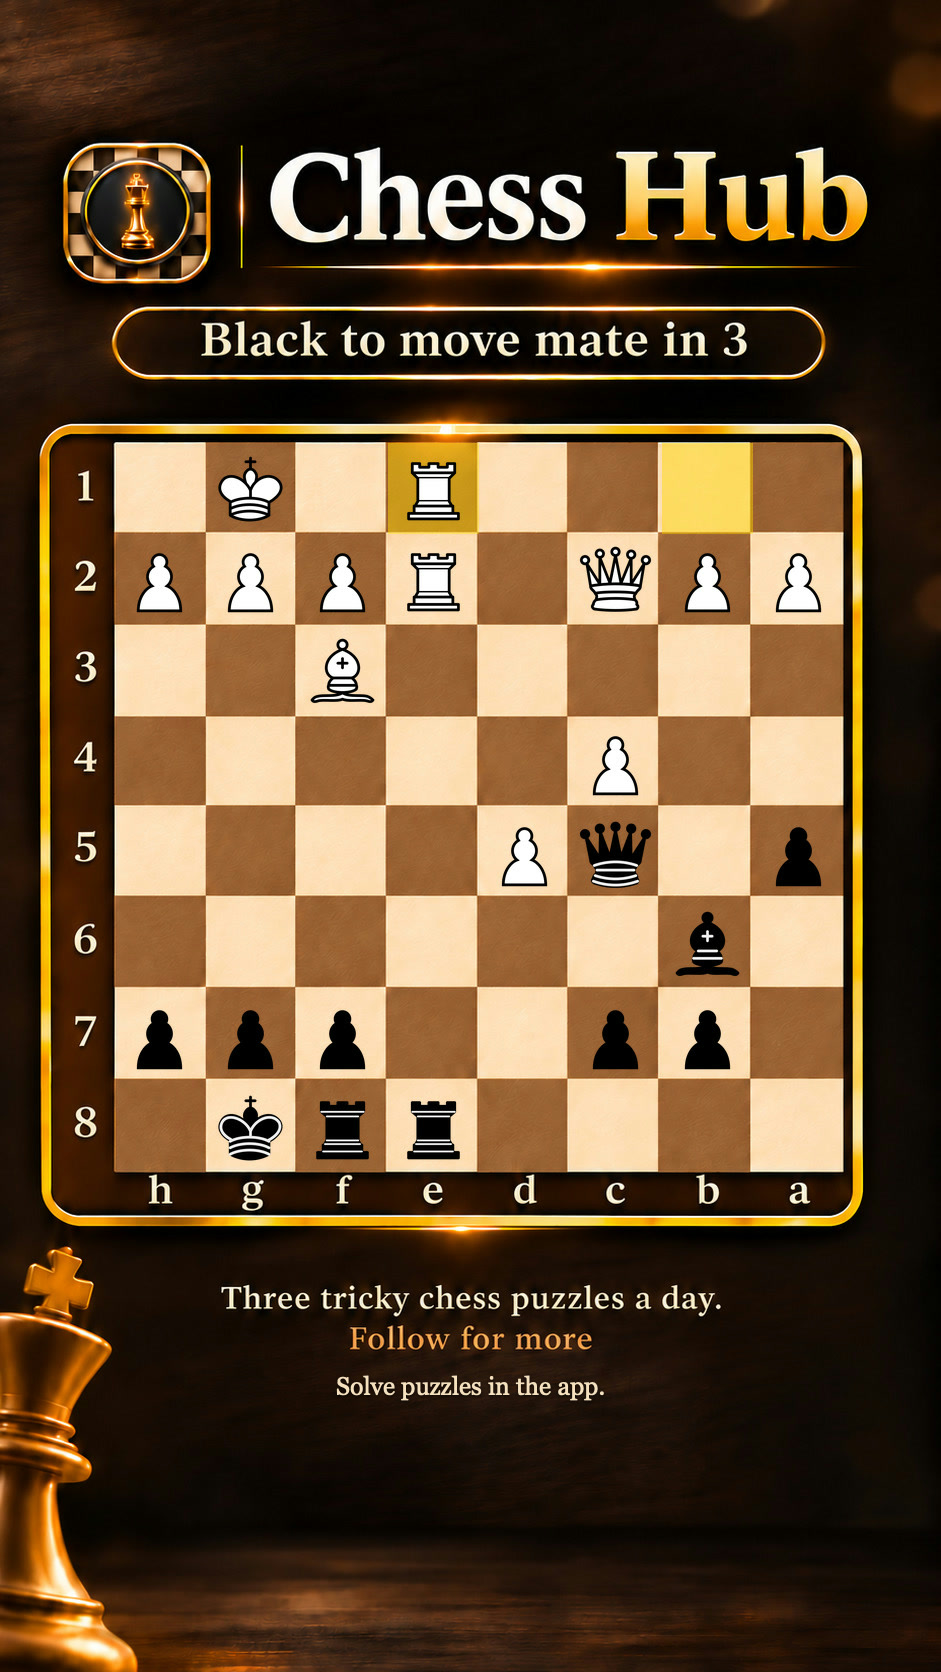 Chess Hub
Black to move mate in 3
1
2
3
4
5
6
7
8
h g f e d c b a
Three tricky chess puzzles a day.
Follow for more
Solve puzzles in the app.